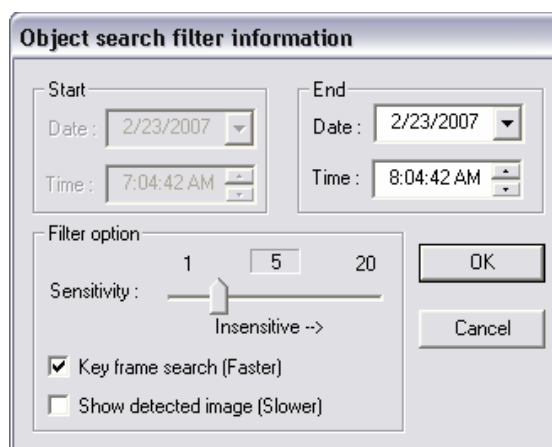 Object search filter information
Start
Date : 2/23/2007
Time : 7:04:42 AM
End
Date : 2/23/2007
Time : 8:04:42 AM
Filter option
1 5 20
Sensitivity :
Insensitive -->
Key frame search (Faster)
Show detected image (Slower)
OK
Cancel